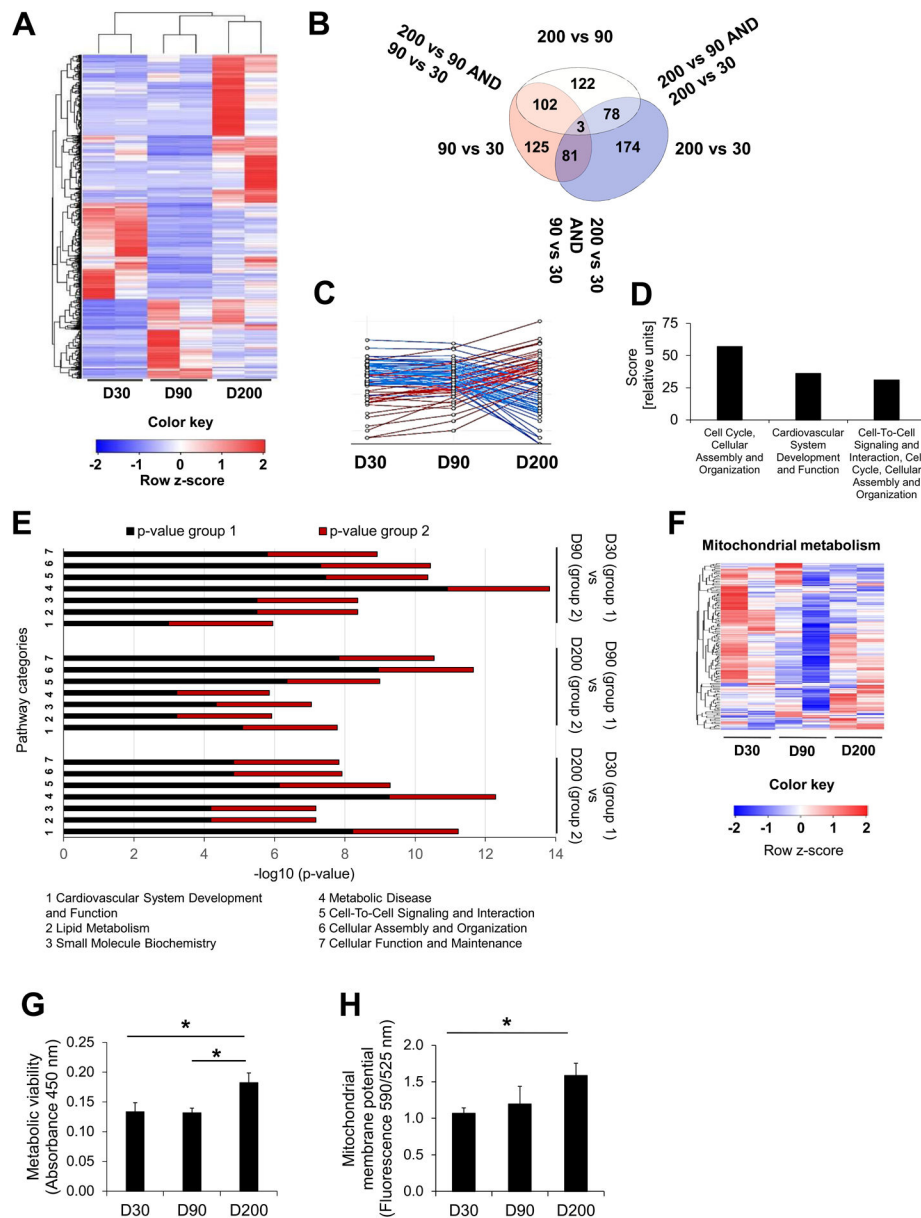 A
D30
D90
D200
Color key
-2
-1
0
1
2
Row z-score
B
200 vs 90 AND
90 vs 30
200 vs 90
200 vs 90 AND
200 vs 30
122
102
78
3
90 vs 30
125
81
174
200 vs 30
200 vs 30
AND
90 vs 30
C
D30
D90
D200
D
Score
[relative units]
75
50
25
0
Cell Cycle,
Cellular
Assembly and
Organization
Cardiovascular
System
Development
and Function
Cell-To-Cell
Signaling and
Interaction, Cel
Cycle, Cellular
Assembly and
Organization
E
p-value group 1
p-value group 2
Pathway categories
7
6
5
4
3
2
1
D30 (group 1)
vs
D90 (group 2)
7
6
5
4
3
2
1
D90 (group 1)
vs
D200 (group 2)
7
6
5
4
3
2
1
D30 (group 1)
vs
D200 (group 2)
0
2
4
6
8
10
12
14
-log10 (p-value)
1 Cardiovascular System Development
and Function
2 Lipid Metabolism
3 Small Molecule Biochemistry
4 Metabolic Disease
5 Cell-To-Cell Signaling and Interaction
6 Cellular Assembly and Organization
7 Cellular Function and Maintenance
F
Mitochondrial metabolism
D30
D90
D200
Color key
-2
-1
0
1
2
Row z-score
G
Metabolic viability
(Absorbance 450 nm)
0.25
0.20
0.15
0.10
0.05
0.00
*
*
D30
D90
D200
H
Mitochondrial
membrane potential
(Fluorescence 590/525 nm)
2.0
1.5
1.0
0.5
0.0
*
D30
D90
D200